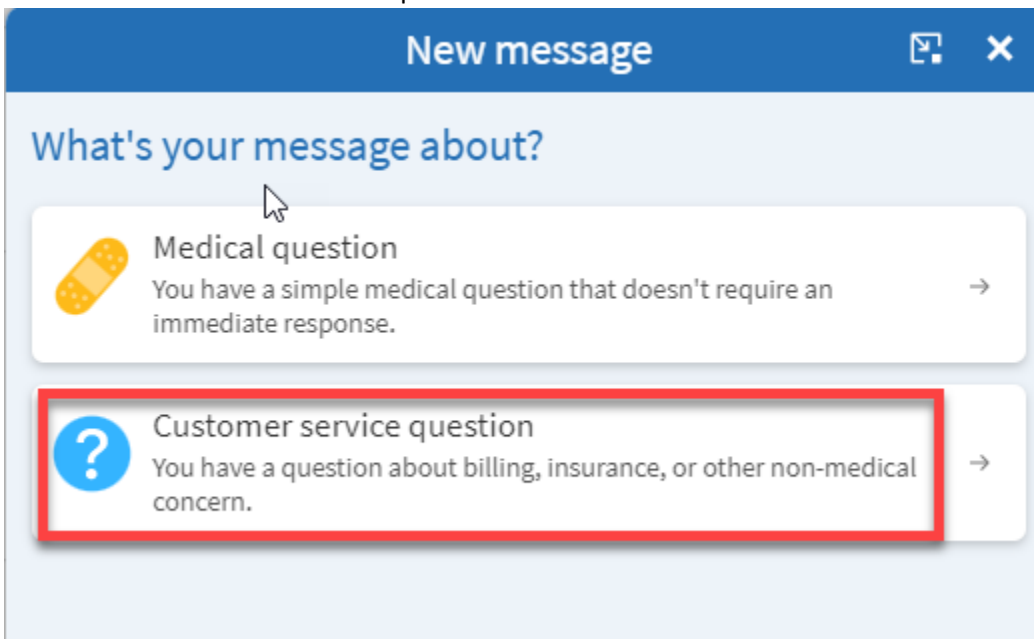 New message
What's your message about?
Medical question
You have a simple medical question that doesn't require an
immediate response.
Customer service question
You have a question about billing, insurance, or other non-medical
concern.